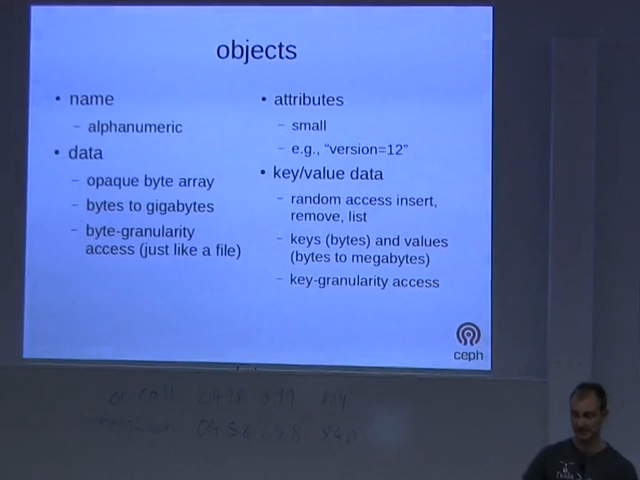 objects
• name
– alphanumeric
• data
– opaque byte array
– bytes to gigabytes
– byte-granularity
access (just like a file)
• attributes
– small
– e.g., “version=12”
• key/value data
– random access insert,
remove, list
– keys (bytes) and values
(bytes to megabytes)
– key-granularity access
ceph
or call